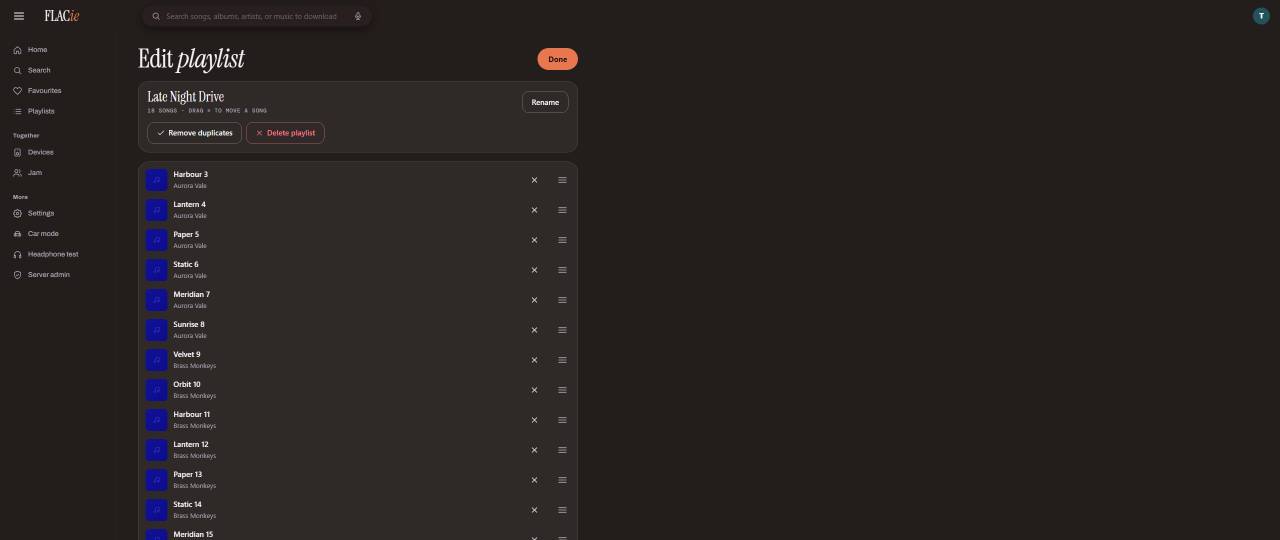 FLACie
Search songs, albums, artists, or music to download
T
Home
Search
Favourites
Playlists
Together
Devices
Jam
More
Settings
Car mode
Headphone test
Server admin
Edit playlist
Done
Late Night Drive
18 SONGS - DRAG ≡ TO MOVE A SONG
Rename
Remove duplicates
Delete playlist
Harbour 3
Aurora Vale
Lantern 4
Aurora Vale
Paper 5
Aurora Vale
Static 6
Aurora Vale
Meridian 7
Aurora Vale
Sunrise 8
Aurora Vale
Velvet 9
Brass Monkeys
Orbit 10
Brass Monkeys
Harbour 11
Brass Monkeys
Lantern 12
Brass Monkeys
Paper 13
Brass Monkeys
Static 14
Brass Monkeys
Meridian 15